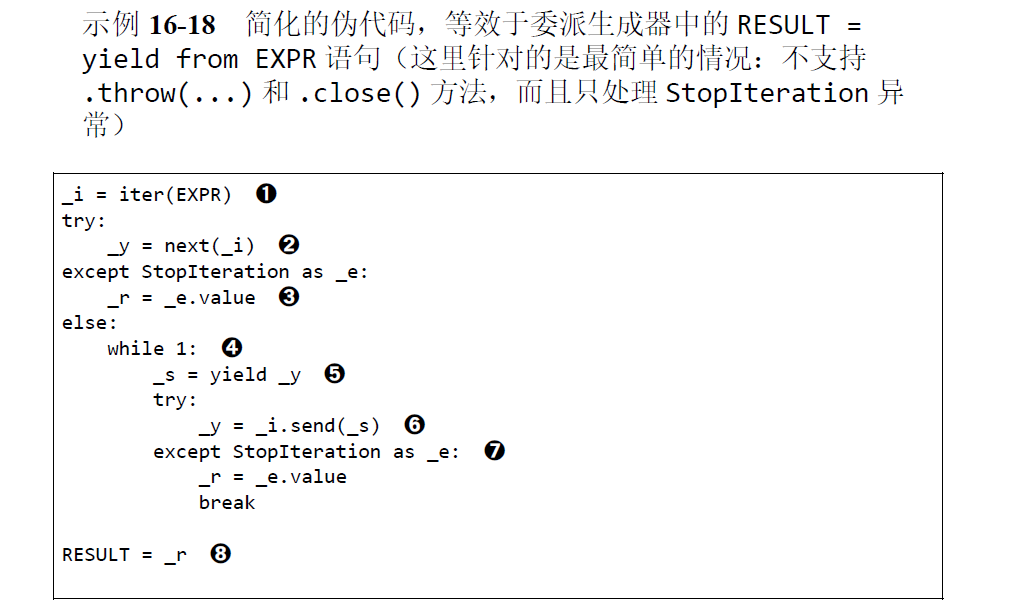 示例 16-18 简化的伪代码，等效于委派生成器中的 RESULT =
yield from EXPR 语句（这里针对的是最简单的情况：不支持
.throw(...) 和 .close() 方法，而且只处理 StopIteration 异
常）
_i = iter(EXPR) ❶
try:
    _y = next(_i) ❷
except StopIteration as _e:
    _r = _e.value ❸
else:
    while 1: ❹
        _s = yield _y ❺
        try:
            _y = _i.send(_s) ❻
        except StopIteration as _e: ❼
            _r = _e.value
            break
RESULT = _r ❽